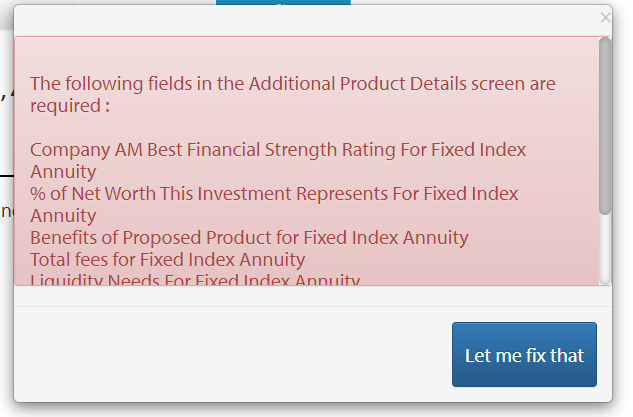 ×
The following fields in the Additional Product Details screen are
required :
Company AM Best Financial Strength Rating For Fixed Index
Annuity
% of Net Worth This Investment Represents For Fixed Index
Annuity
Benefits of Proposed Product for Fixed Index Annuity
Total fees for Fixed Index Annuity
Liquidity Needs For Fixed Index Annuity
Let me fix that